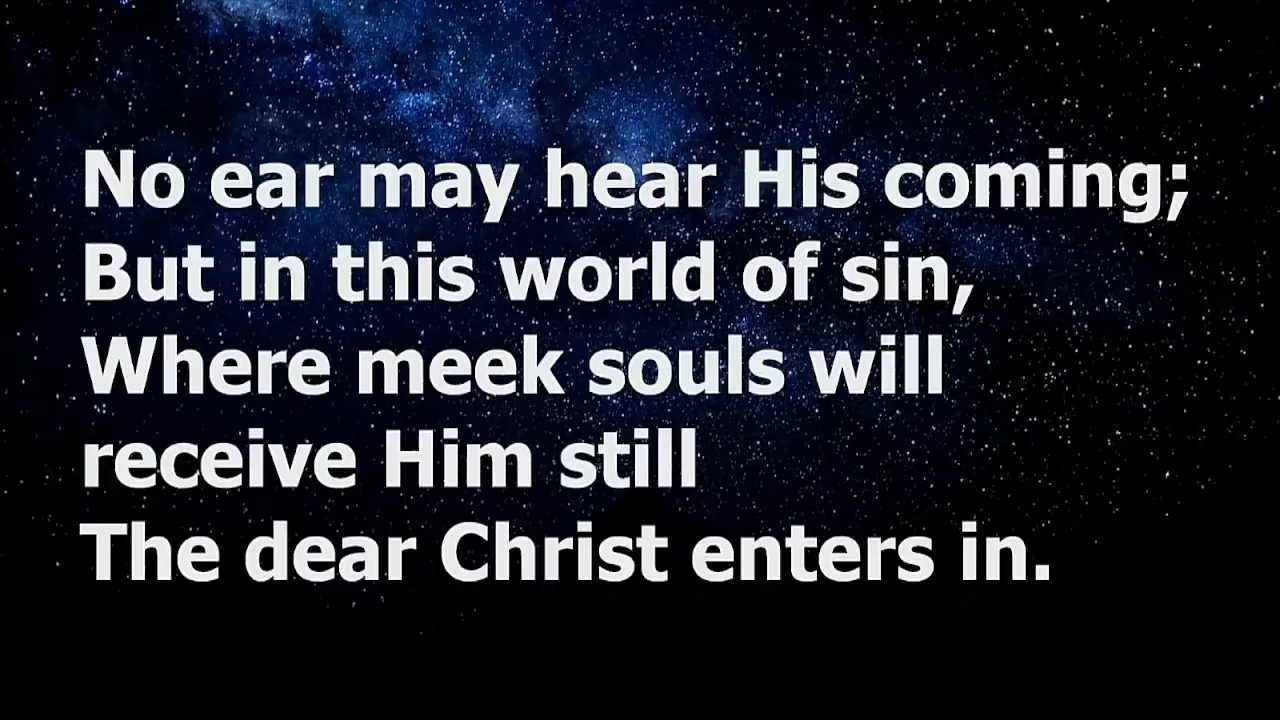 No ear may hear His coming;
But in this world of sin,
Where meek souls will
receive Him still
The dear Christ enters in.